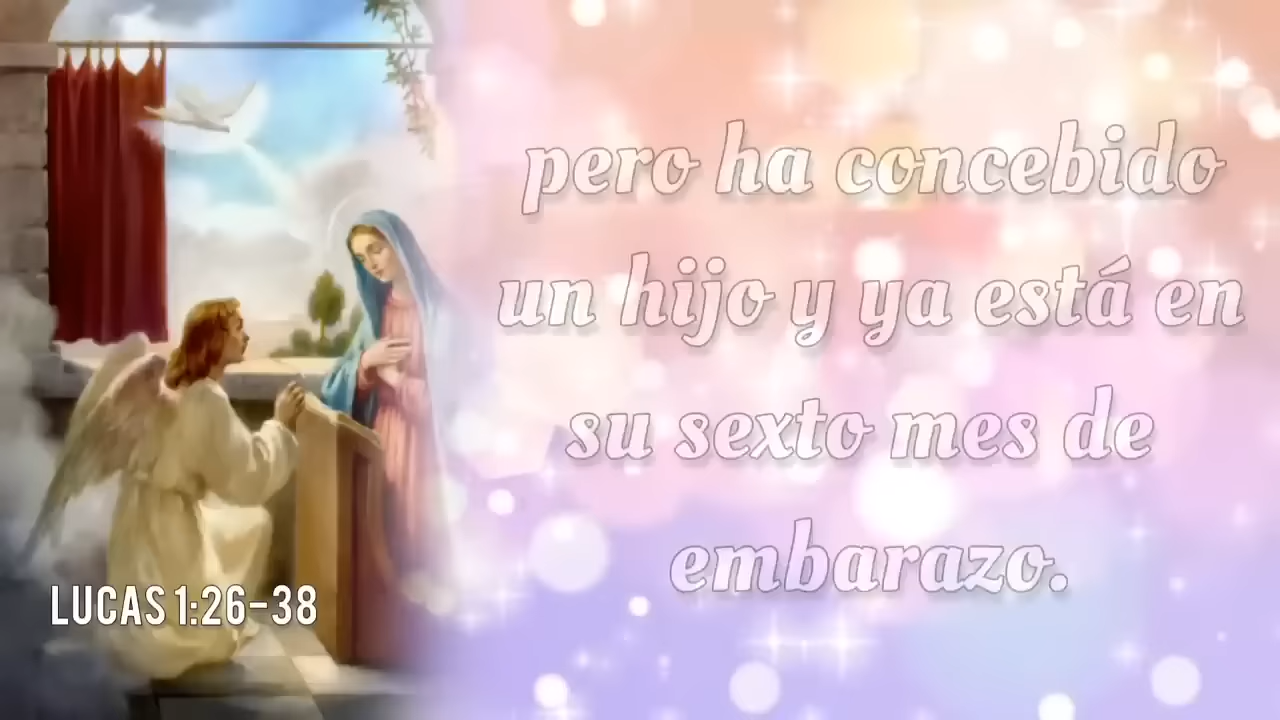 pero ha concebido
un hijo y ya está en
su sexto mes de
embarazo.
LUCAS 1:26-38